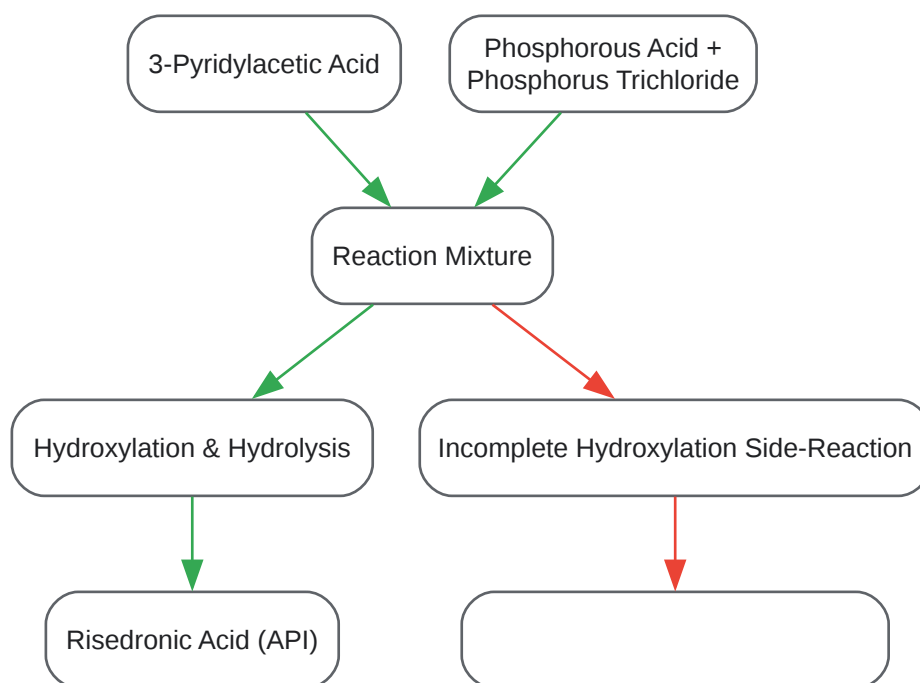 3-Pyridylacetic Acid
Phosphorous Acid +
Phosphorus Trichloride
Reaction Mixture
Hydroxylation & Hydrolysis
Incomplete Hydroxylation Side-Reaction
Risedronic Acid (API)